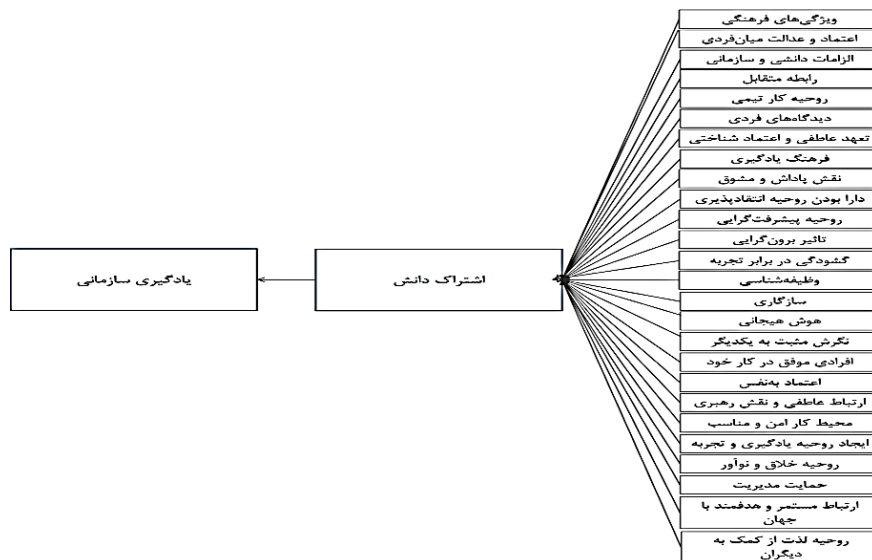 ویژگی‌های فرهنگی
اعتماد و عدالت میان‌فردی
الزامات دانشی و سازمانی
رابطه متقابل
روحیه کار تیمی
دیدگاه‌های فردی
تعهد عاطفی و اعتماد شناختی
فرهنگ یادگیری
نقش پاداش و مشوق
دارا بودن روحیه انتقادپذیری
روحیه پیشرفت‌گرایی
تاثیر برون‌گرایی
گشودگی در برابر تجربه
وظیفه‌شناسی
سازگاری
هوش هیجانی
نگرش مثبت به یکدیگر
افرادی موفق در کار خود
اعتماد به‌نفس
ارتباط عاطفی و نقش رهبری
محیط کار امن و مناسب
ایجاد روحیه یادگیری و تجربه
روحیه خلاق و نوآور
حمایت مدیریت
ارتباط مستمر و هدفمند با
جهان
روحیه لذت از کمک به
دیگران
اشتراک دانش
یادگیری سازمانی